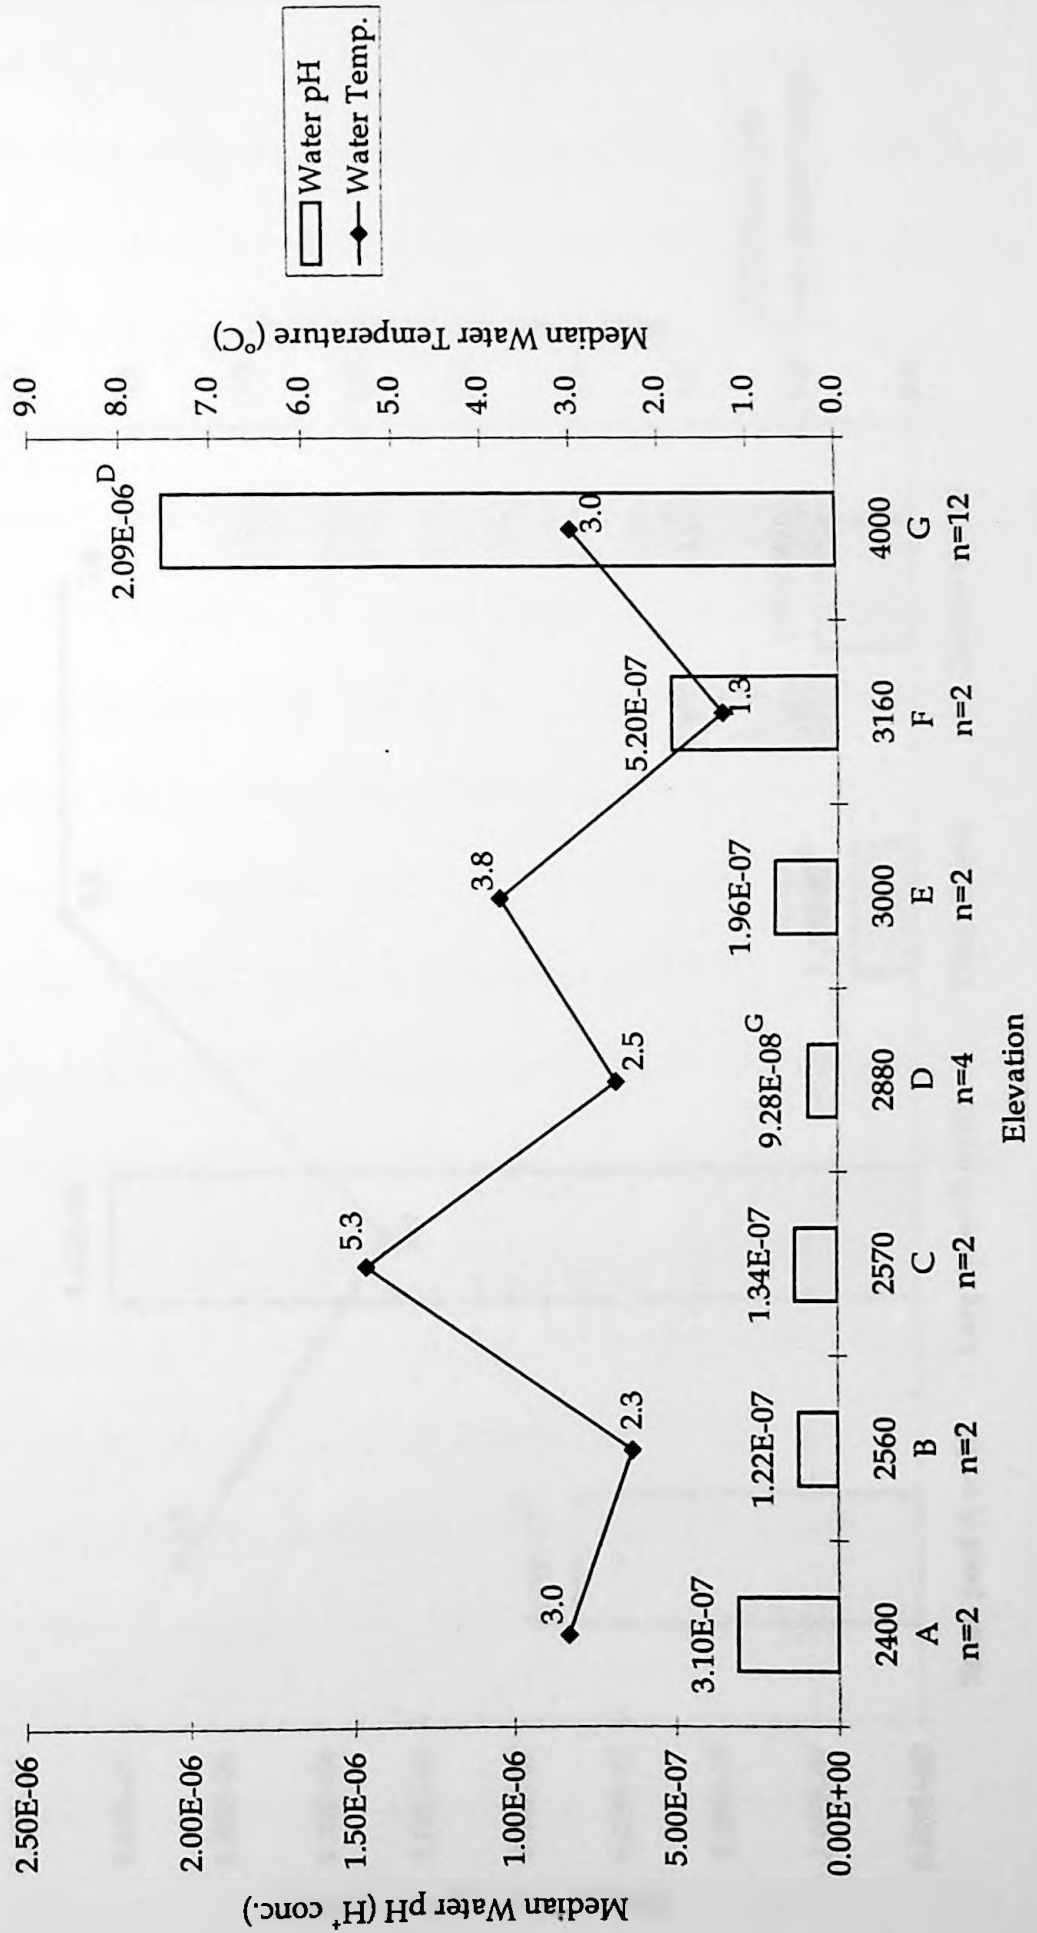 Median Water pH (H⁺ conc.)
2.50E-06
2.00E-06
1.50E-06
1.00E-06
5.00E-07
0.00E+00
3.10E-07
1.22E-07
1.34E-07
9.28E-08ᴳ
1.96E-07
5.20E-07
2.09E-06ᴰ
3.0
2.3
5.3
2.5
3.8
1.3
3.0
2400 2560 2570 2880 3000 3160 4000
A B C D E F G
n=2 n=2 n=2 n=4 n=2 n=2 n=12
Elevation
9.0
8.0
7.0
6.0
5.0
4.0
3.0
2.0
1.0
0.0
Median Water Temperature (°C)
Water pH
Water Temp.